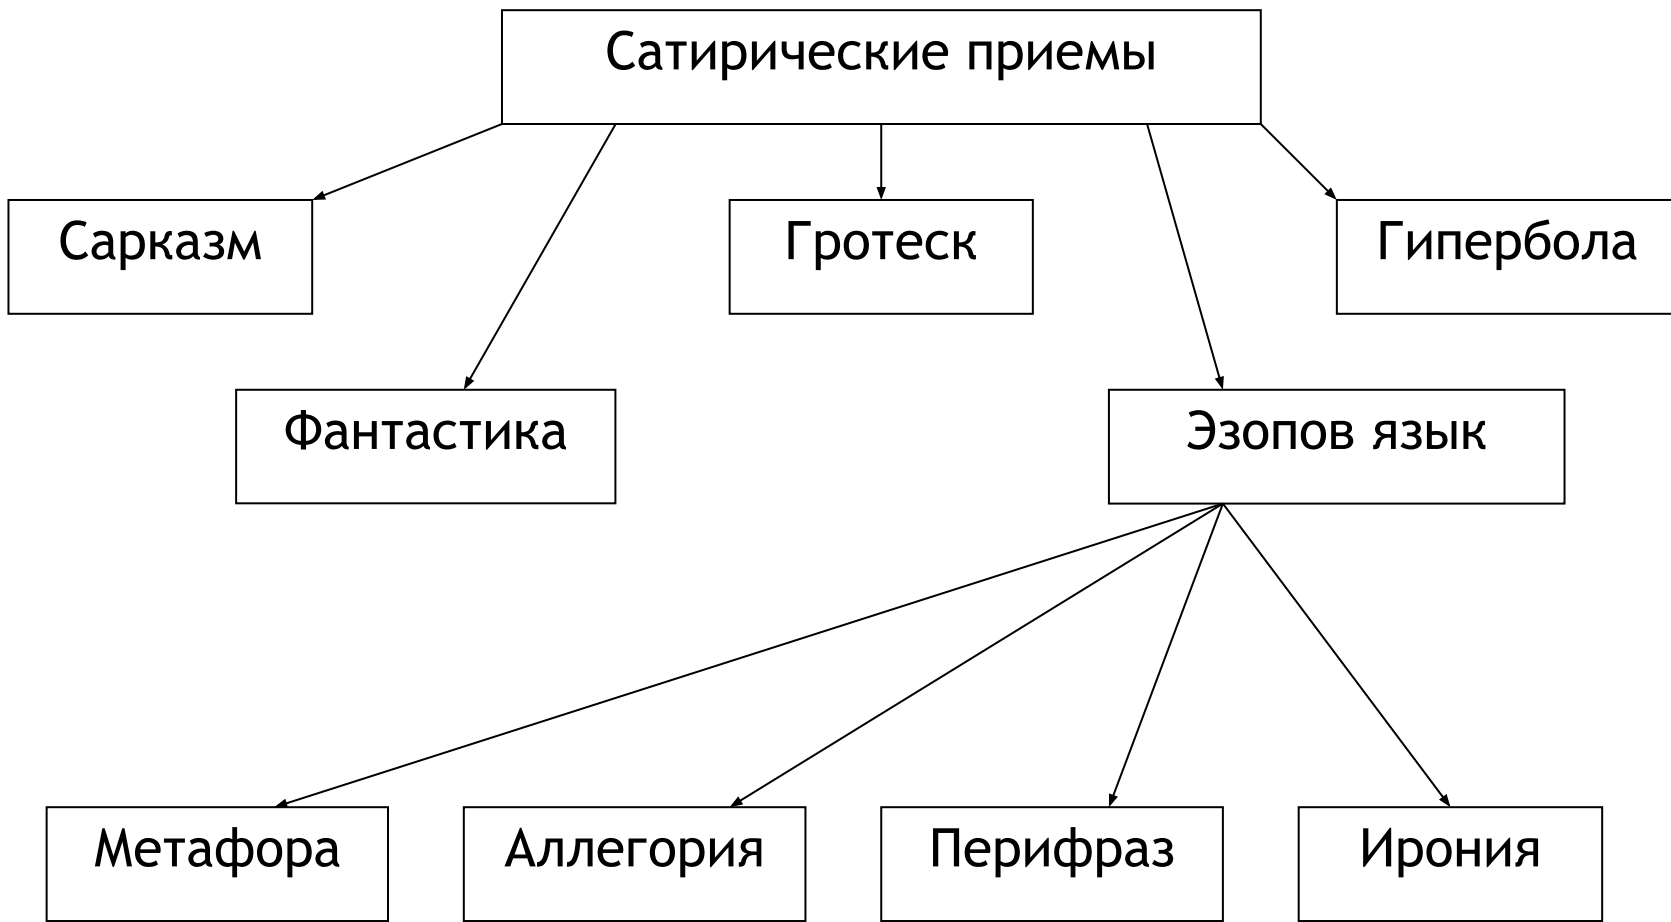 Сатирические приемы
Сарказм
Гротеск
Гипербола
Фантастика
Эзопов язык
Метафора
Аллегория
Перифраз
Ирония